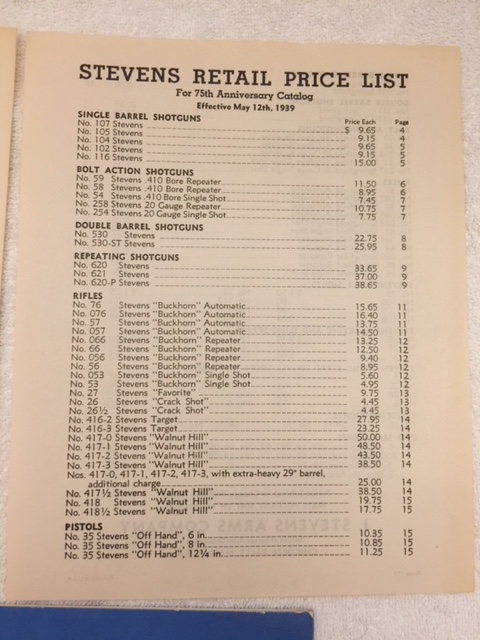 STEVENS RETAIL PRICE LIST
For 75th Anniversary Catalog
Effective May 12th, 1939
SINGLE BARREL SHOTGUNS Price Each Page
No. 107 Stevens $ 9.65 4
No. 105 Stevens 9.15 4
No. 104 Stevens 9.65 5
No. 102 Stevens 9.15 5
No. 116 Stevens 15.00 5
BOLT ACTION SHOTGUNS
No. 59 Stevens .410 Bore Repeater 11.50 6
No. 58 Stevens .410 Bore Repeater 8.95 6
No. 54 Stevens .410 Bore Single Shot 7.45 7
No. 258 Stevens 20 Gauge Repeater 10.75 7
No. 254 Stevens 20 Gauge Single Shot 7.75 7
DOUBLE BARREL SHOTGUNS
No. 530 Stevens 22.75 8
No. 530-ST Stevens 25.95 8
REPEATING SHOTGUNS
No. 620 Stevens 33.65 9
No. 621 Stevens 37.00 9
No. 620-P Stevens 38.65 9
RIFLES
No. 76 Stevens "Buckhorn" Automatic 15.65 11
No. 076 Stevens "Buckhorn" Automatic 16.40 11
No. 57 Stevens "Buckhorn" Automatic 13.75 11
No. 057 Stevens "Buckhorn" Automatic 14.50 11
No. 066 Stevens "Buckhorn" Repeater 13.25 12
No. 66 Stevens "Buckhorn" Repeater 12.50 12
No. 056 Stevens "Buckhorn" Repeater 9.40 12
No. 56 Stevens "Buckhorn" Repeater 8.95 12
No. 053 Stevens "Buckhorn" Single Shot 5.60 12
No. 53 Stevens "Buckhorn" Single Shot 4.95 12
No. 27 Stevens "Favorite" 9.75 13
No. 26 Stevens "Crack Shot" 4.45 13
No. 26½ Stevens "Crack Shot" 4.45 13
No. 416-2 Stevens Target 27.95 14
No. 416-3 Stevens Target 23.25 14
No. 417-0 Stevens "Walnut Hill" 50.00 14
No. 417-1 Stevens "Walnut Hill" 48.50 14
No. 417-2 Stevens "Walnut Hill" 43.50 14
No. 417-3 Stevens "Walnut Hill" 38.50 14
Nos. 417-0, 417-1, 417-2, 417-3, with extra-heavy 29" barrel,
additional charge 25.00 14
No. 417½ Stevens "Walnut Hill" 38.50 14
No. 418 Stevens "Walnut Hill" 19.75 15
No. 418½ Stevens "Walnut Hill" 17.75 15
PISTOLS
No. 35 Stevens "Off Hand", 6 in. 10.35 15
No. 35 Stevens "Off Hand", 8 in. 10.85 15
No. 35 Stevens "Off Hand", 12¼ in. 11.25 15